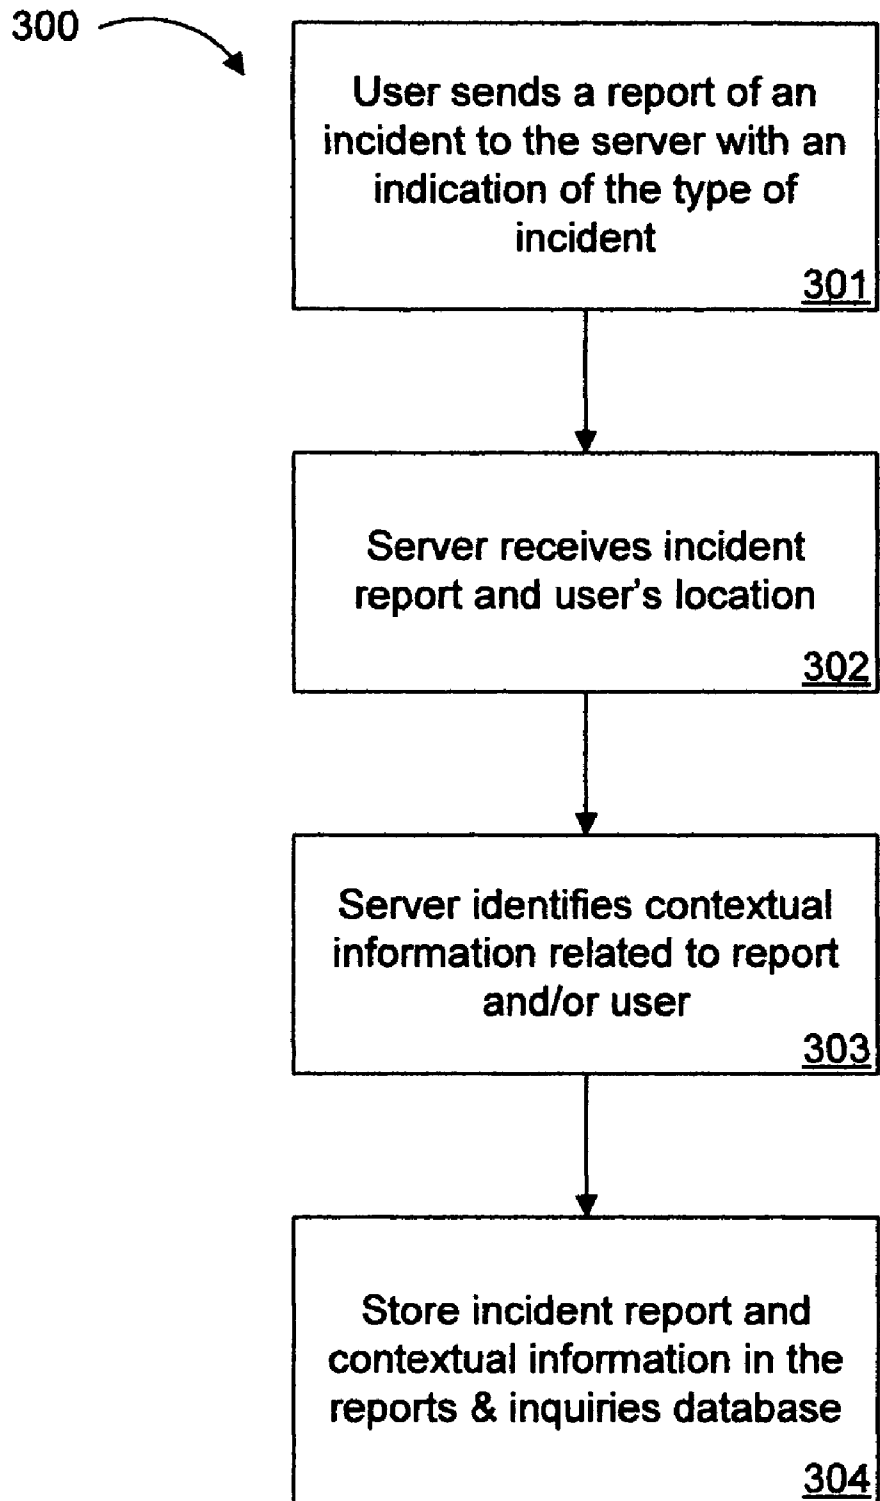 300
User sends a report of an
incident to the server with an
indication of the type of
incident
301
Server receives incident
report and user's location
302
Server identifies contextual
information related to report
and/or user
303
Store incident report and
contextual information in the
reports & inquiries database
304